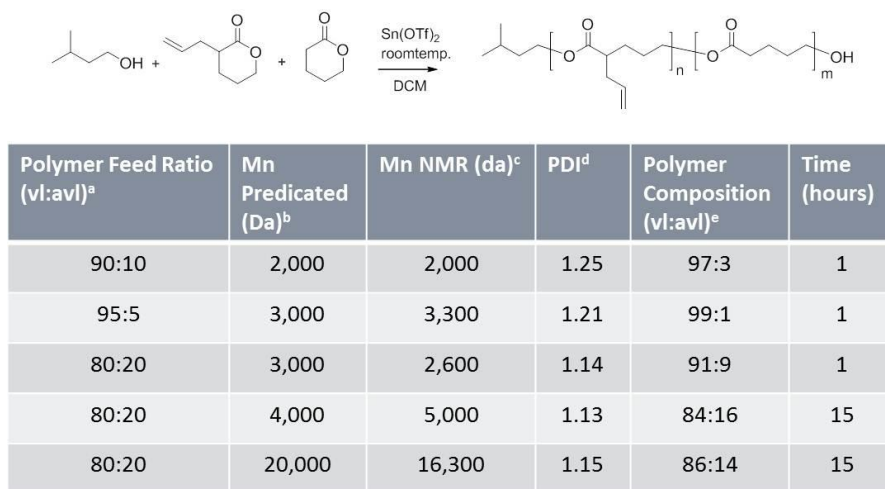 O
O
Sn(OTf)2
roomtemp.
DCM
OH + O + O
O O
O O OH
n m
Polymer Feed Ratio (vl:avl)a Mn Predicated (Da)b Mn NMR (da)c PDId Polymer Composition (vl:avl)e Time (hours)
90:10 2,000 2,000 1.25 97:3 1
95:5 3,000 3,300 1.21 99:1 1
80:20 3,000 2,600 1.14 91:9 1
80:20 4,000 5,000 1.13 84:16 15
80:20 20,000 16,300 1.15 86:14 15